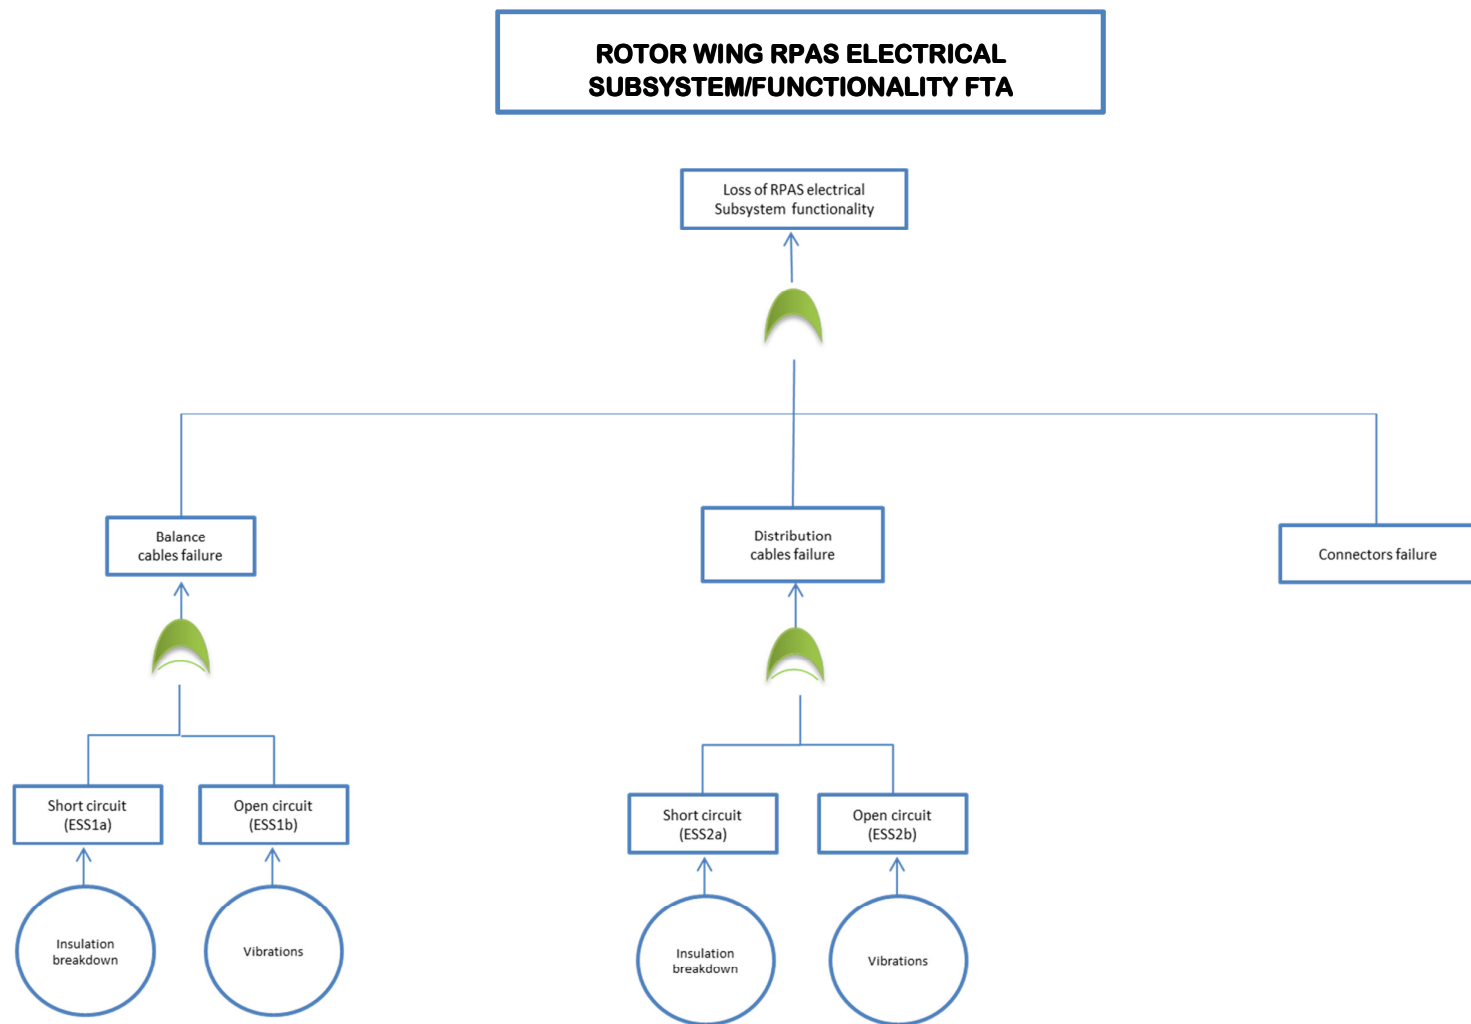 ROTOR WING RPAS ELECTRICAL
SUBSYSTEM/FUNCTIONALITY FTA
Loss of RPAS electrical
Subsystem functionality
Balance
cables failure
Distribution
cables failure
Connectors failure
Short circuit
(ESS1a)
Open circuit
(ESS1b)
Short circuit
(ESS2a)
Open circuit
(ESS2b)
Insulation
breakdown
Vibrations
Insulation
breakdown
Vibrations